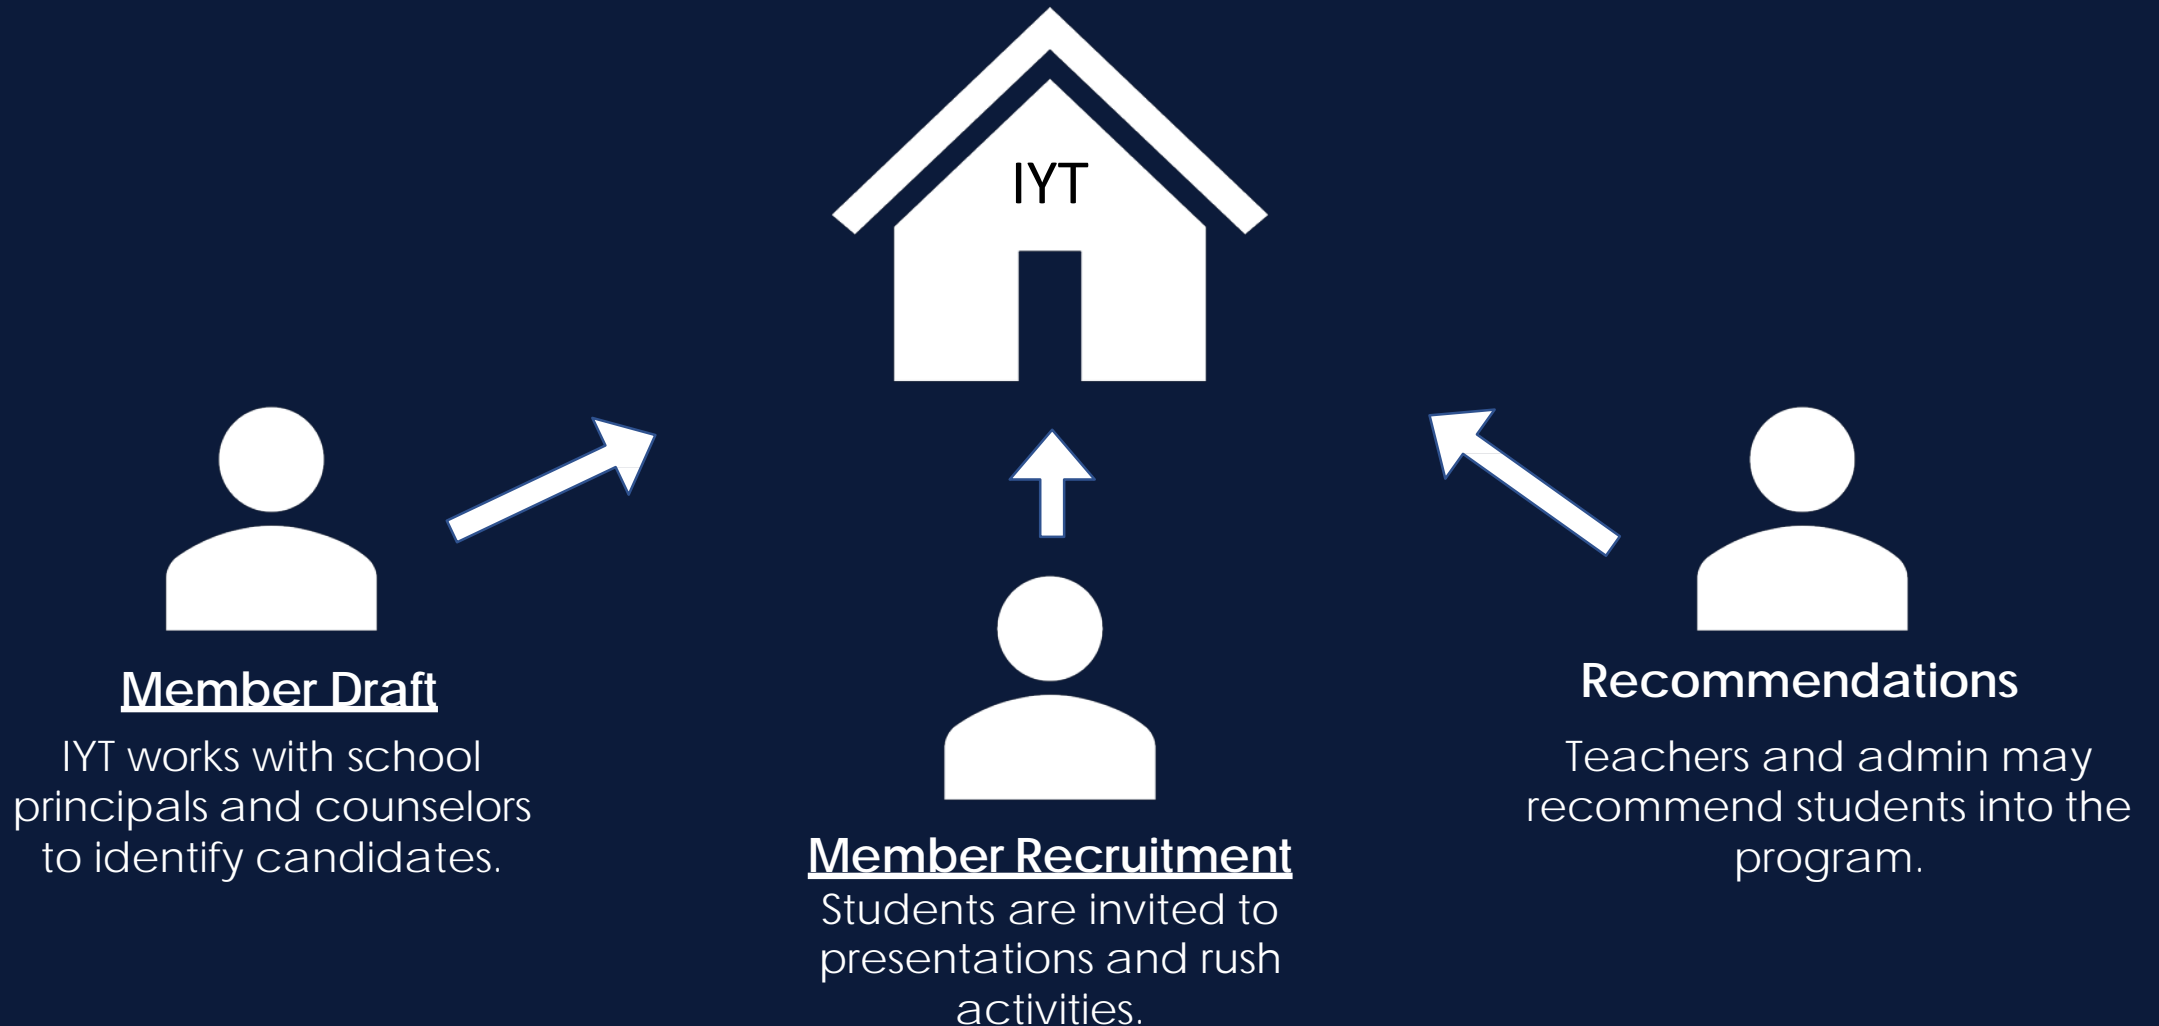 IYT
Member Draft
IYT works with school
principals and counselors
to identify candidates.
Member Recruitment
Students are invited to
presentations and rush
activities.
Recommendations
Teachers and admin may
recommend students into the
program.